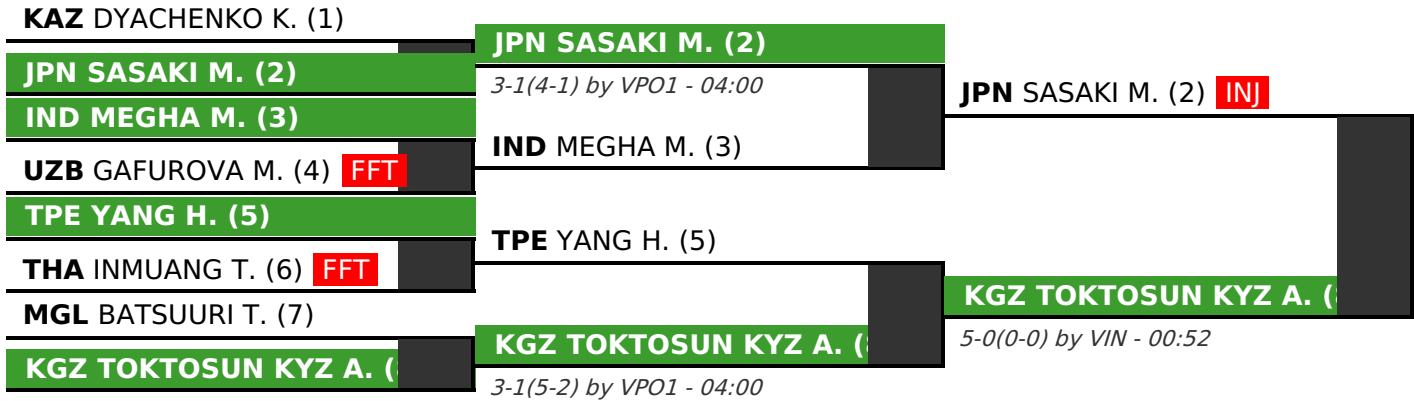 KAZ DYACHENKO K. (1)
JPN SASAKI M. (2)
IND MEGHA M. (3)
UZB GAFUROVA M. (4) FFT
TPE YANG H. (5)
THA INMUANG T. (6) FFT
MGL BATSUURI T. (7)
KGZ TOKTOSUN KYZ A. (
JPN SASAKI M. (2)
3-1(4-1) by VPO1 - 04:00
IND MEGHA M. (3)
TPE YANG H. (5)
KGZ TOKTOSUN KYZ A. (
3-1(5-2) by VPO1 - 04:00
JPN SASAKI M. (2) INJ
KGZ TOKTOSUN KYZ A. (
5-0(0-0) by VIN - 00:52